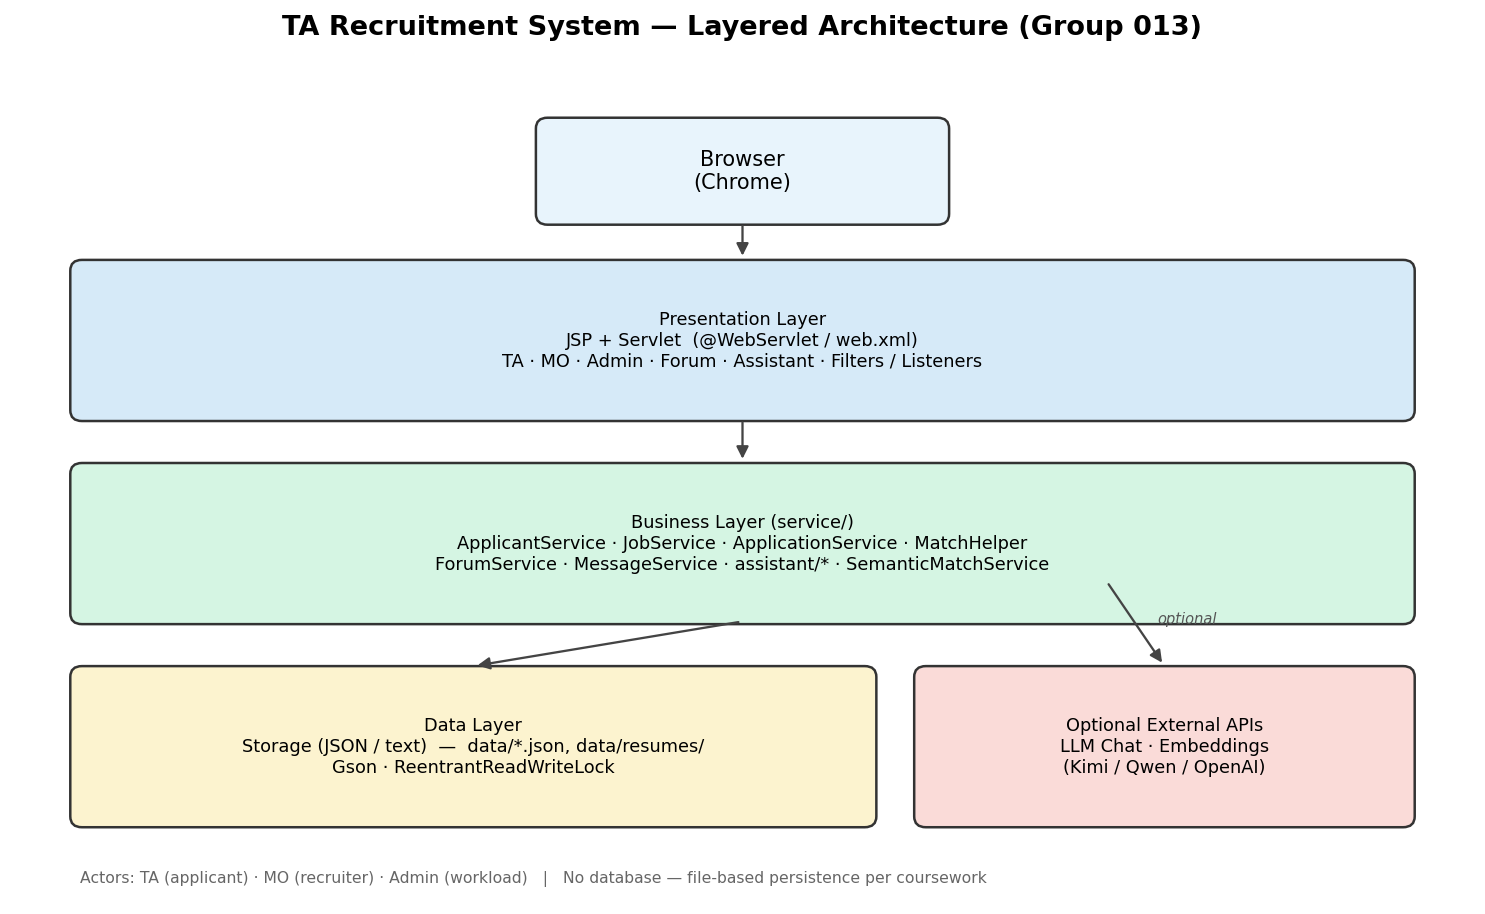 TA Recruitment System — Layered Architecture (Group 013)
Browser
(Chrome)
Presentation Layer
JSP + Servlet  (@WebServlet / web.xml)
TA · MO · Admin · Forum · Assistant · Filters / Listeners
Business Layer (service/)
ApplicantService · JobService · ApplicationService · MatchHelper
ForumService · MessageService · assistant/* · SemanticMatchService
optional
Data Layer
Storage (JSON / text)  —  data/*.json, data/resumes/
Gson · ReentrantReadWriteLock
Optional External APIs
LLM Chat · Embeddings
(Kimi / Qwen / OpenAI)
Actors: TA (applicant) · MO (recruiter) · Admin (workload)   |   No database — file-based persistence per coursework